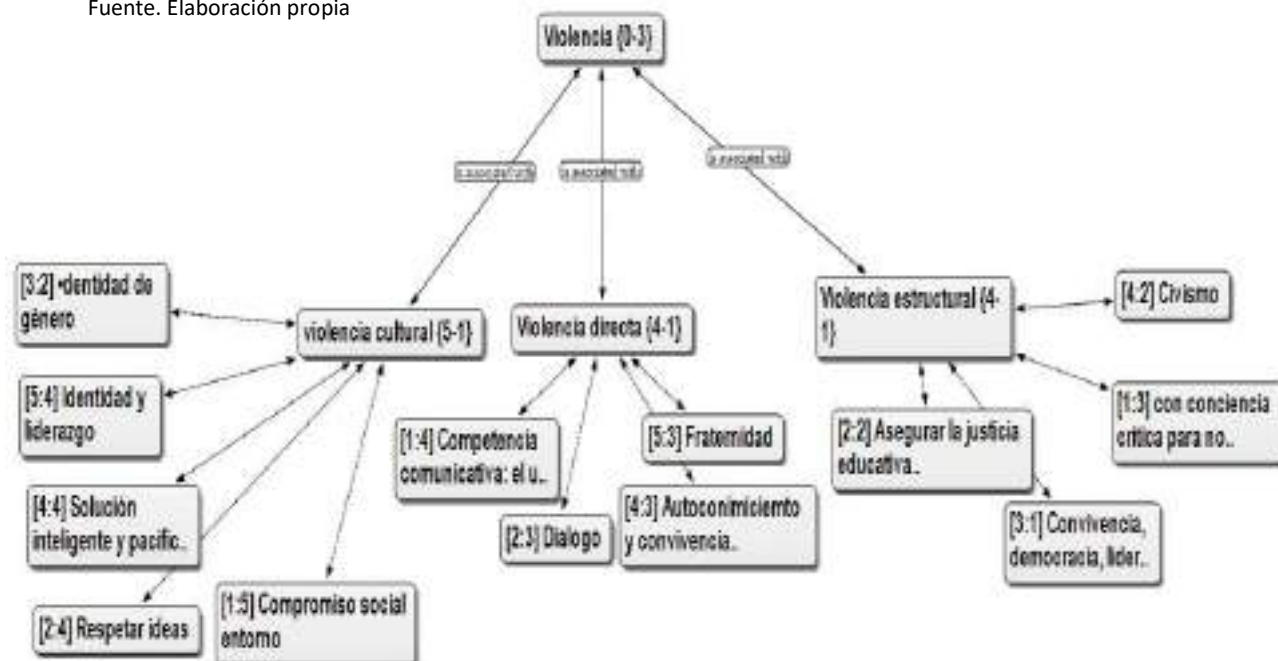 Fuente. Elaboración propia
Violencia {0-3}
[3:2] •dentidad de
género
violencia cultural {5-1}
Violencia directa {4-1}
Violencia estructural {4-
1}
[4:2] Civismo
[5:4] Identidad y
liderazgo
[1:4] Competencia
comunicativa: el u..
[5:3] Fraternidad
[2:2] Asegurar la justicia
educativa..
[1:3] con conciencia
critica para no..
[4:4] Solución
inteligente y pacific..
[2:3] Dialogo
[4:3] Autoconimiciemto
y convivencia..
[3:1] Convivencia,
democracia, lider..
[2:4] Respetar ideas
[1:5] Compromiso social
entorno